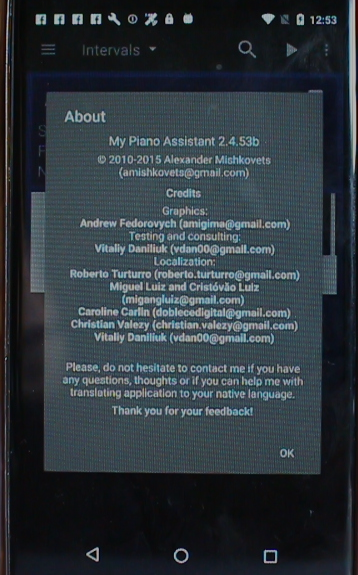 12:53
Intervals
About
My Piano Assistant 2.4.53b
© 2010-2015 Alexander Mishkovets
(amishkovets@gmail.com)
Credits
Graphics:
Andrew Fedorovych (amigima@gmail.com)
Testing and consulting:
Vitaliy Daniliuk (vdan00@gmail.com)
Localization:
Roberto Turturro (roberto.turturro@gmail.com)
Miguel Luiz and Cristóvão Luiz
(migangluiz@gmail.com)
Caroline Carlin (doblecedigital@gmail.com)
Christian Valezy (christian.valezy@gmail.com)
Vitaliy Daniliuk (vdan00@gmail.com)
Please, do not hesitate to contact me if you have
any questions, thoughts or if you can help me with
translating application to your native language.
Thank you for your feedback!
OK